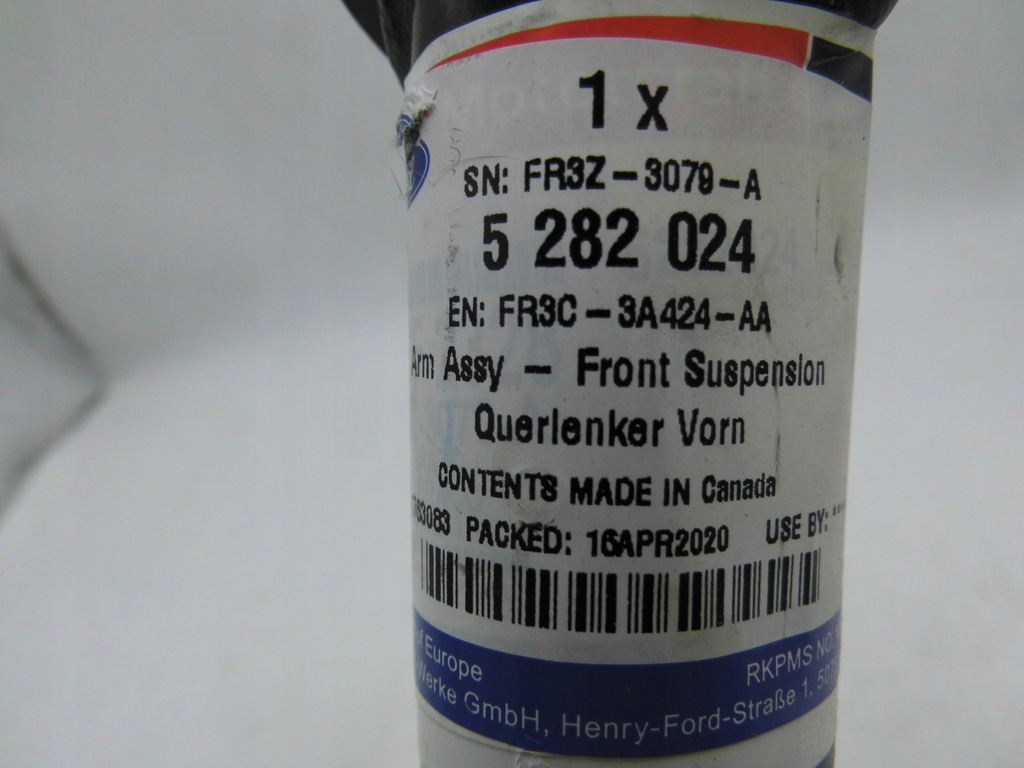 1 x
SN: FR3Z-3079-A
5 282 024
EN: FR3C-3A424-AA
Arm Assy - Front Suspension
Querlenker Vorn
CONTENTS MADE IN Canada
PACKED: 16APR2020 USE BY:
of Europe RKPMS NO.
Werke GmbH, Henry-Ford-Straße 1,